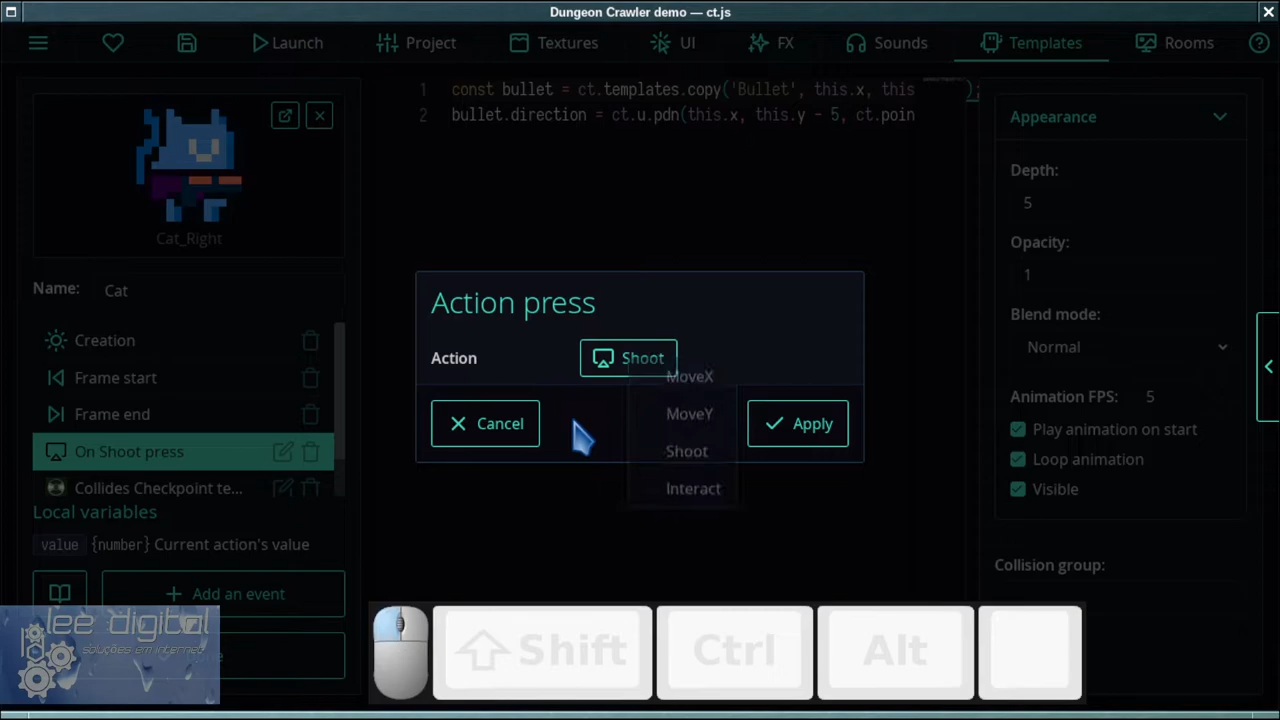 Dungeon Crawler demo — ct.js
Launch
Project
Textures
UI
FX
Sounds
Templates
Rooms
1 const bullet = ct.templates.copy('Bullet', this.x, this
2 bullet.direction = ct.u.pdn(this.x, this.y - 5, ct.poin
Cat_Right
Name: Cat
Creation
Frame start
Frame end
On Shoot press
Collides Checkpoint te...
Local variables
value {number} Current action's value
Add an event
Action press
Action
Shoot
MoveX
MoveY
Shoot
Interact
Cancel
Apply
Appearance
Depth:
5
Opacity:
1
Blend mode:
Normal
Animation FPS: 5
Play animation on start
Loop animation
Visible
Collision group:
lee digital
soluções em internet
Shift
Ctrl
Alt